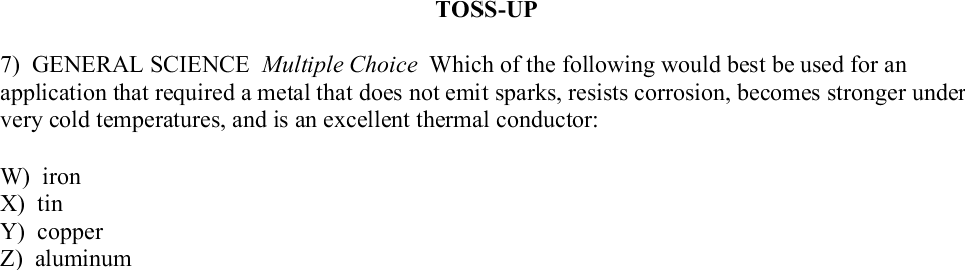 TOSS-UP
7) GENERAL SCIENCE Multiple Choice Which of the following would best be used for an
application that required a metal that does not emit sparks, resists corrosion, becomes stronger under
very cold temperatures, and is an excellent thermal conductor:
W) iron
X) tin
Y) copper
Z) aluminum